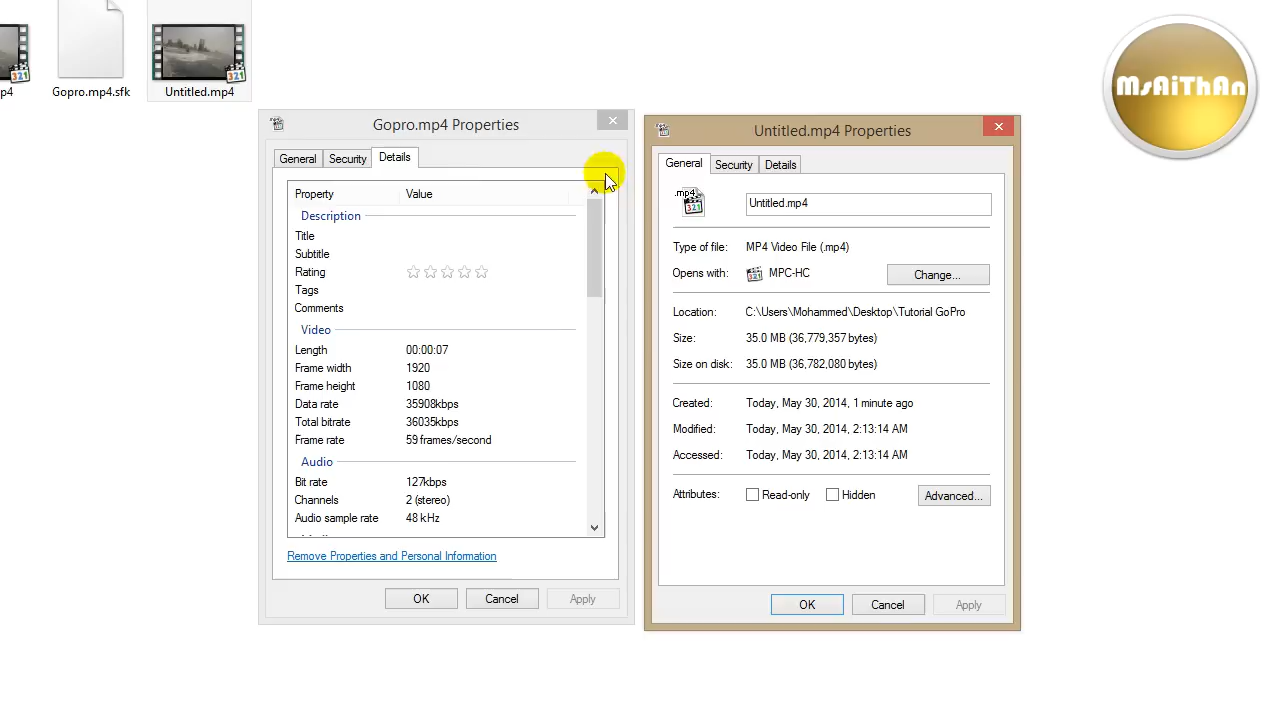 p4
Gopro.mp4.sfk
Untitled.mp4
MsAiThAn
Gopro.mp4 Properties
General Security Details
Property Value
Description
Title
Subtitle
Rating
Tags
Comments
Video
Length 00:00:07
Frame width 1920
Frame height 1080
Data rate 35908kbps
Total bitrate 36035kbps
Frame rate 59 frames/second
Audio
Bit rate 127kbps
Channels 2 (stereo)
Audio sample rate 48 kHz
Remove Properties and Personal Information
OK Cancel Apply
Untitled.mp4 Properties
General Security Details
.mp4
321
Untitled.mp4
Type of file: MP4 Video File (.mp4)
Opens with: MPC-HC Change...
Location: C:\Users\Mohammed\Desktop\Tutorial GoPro
Size: 35.0 MB (36,779,357 bytes)
Size on disk: 35.0 MB (36,782,080 bytes)
Created: Today, May 30, 2014, 1 minute ago
Modified: Today, May 30, 2014, 2:13:14 AM
Accessed: Today, May 30, 2014, 2:13:14 AM
Attributes: Read-only Hidden Advanced...
OK Cancel Apply